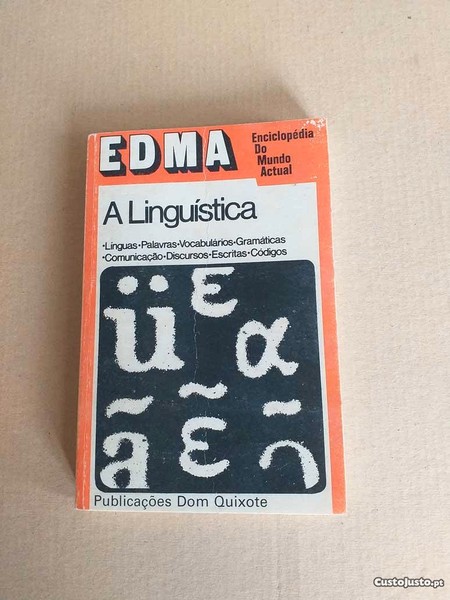 EDMA
Enciclopédia
Do
Mundo
Actual
A Linguística
•Línguas•Palavras•Vocabulários•Gramáticas
•Comunicação•Discursos•Escritas•Códigos
ü ɛ α
ã ɛ̃ ɔ̃
Publicações Dom Quixote
CustoJusto.pt